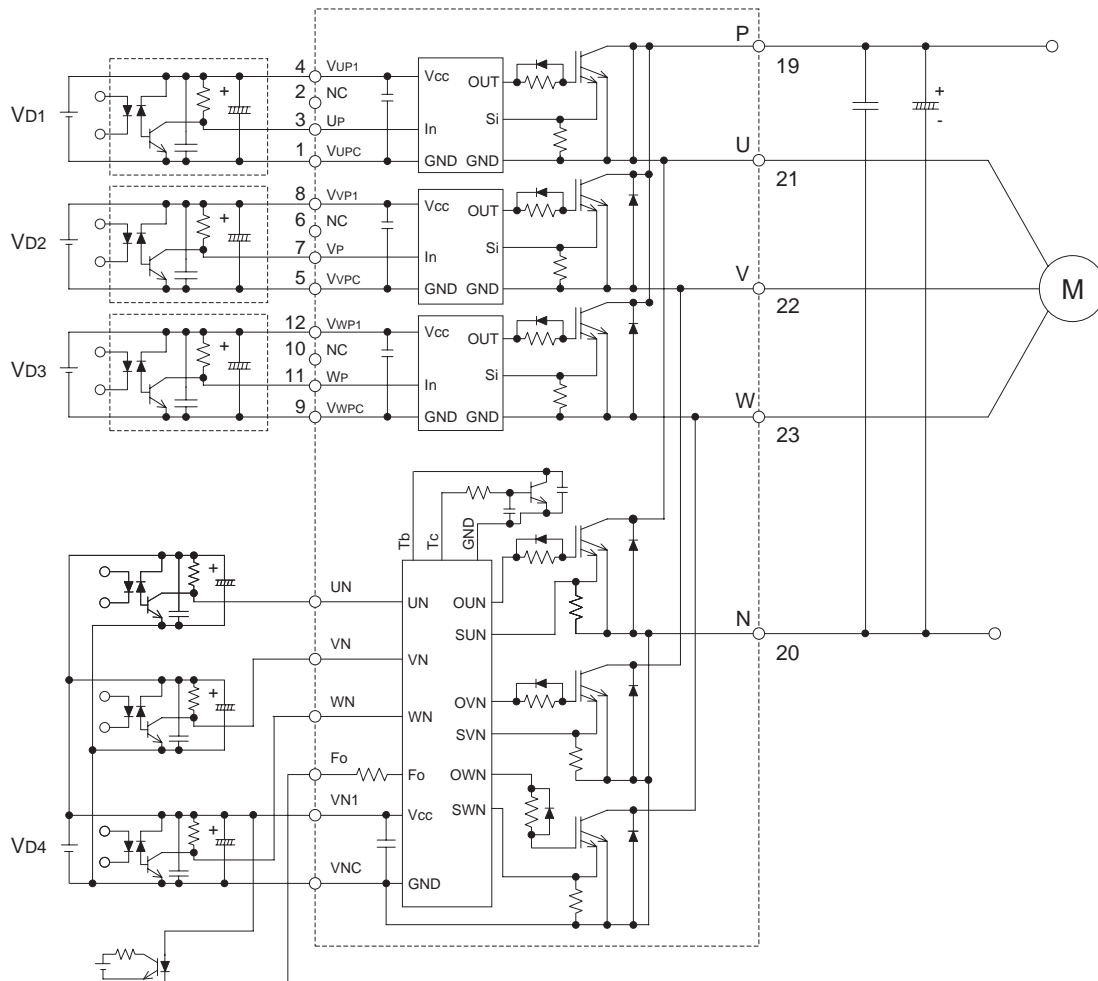 P
19
4 VUP1
Vcc
OUT
2 NC
VD1
+
3 UP
In
Si
+
-
1 VUPC
GND GND
U
21
8 VVP1
Vcc
OUT
6 NC
VD2
+
7 VP
In
Si
5 VVPC
GND GND
V
22
M
12 VWP1
Vcc
OUT
10 NC
VD3
+
11 WP
In
Si
9 VWPC
GND GND
W
23
Tb
Tc
GND
+
UN
UN
OUN
SUN
N
20
VN
VN
+
WN
WN
OVN
SVN
Fo
Fo
OWN
VN1
Vcc
SWN
VD4
+
VNC
GND